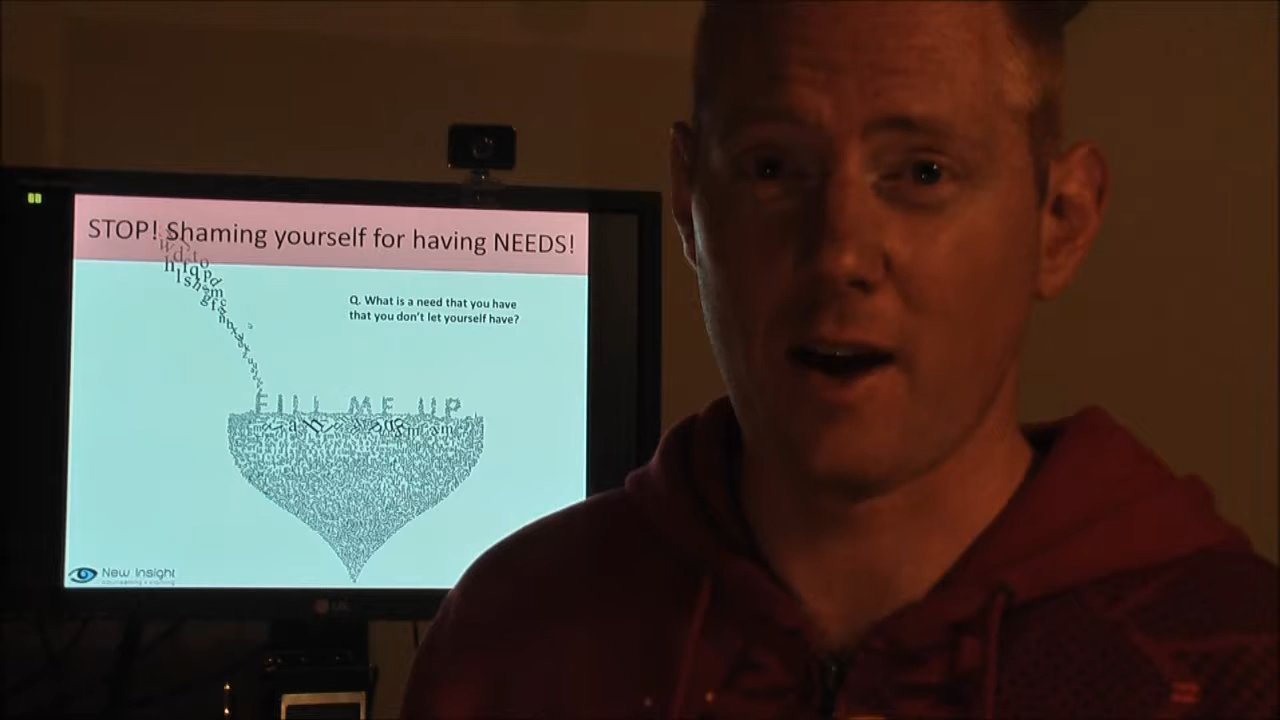 STOP! Shaming yourself for having NEEDS!
Q. What is a need that you have
that you don't let yourself have?
FILL ME UP
New Insight
LG